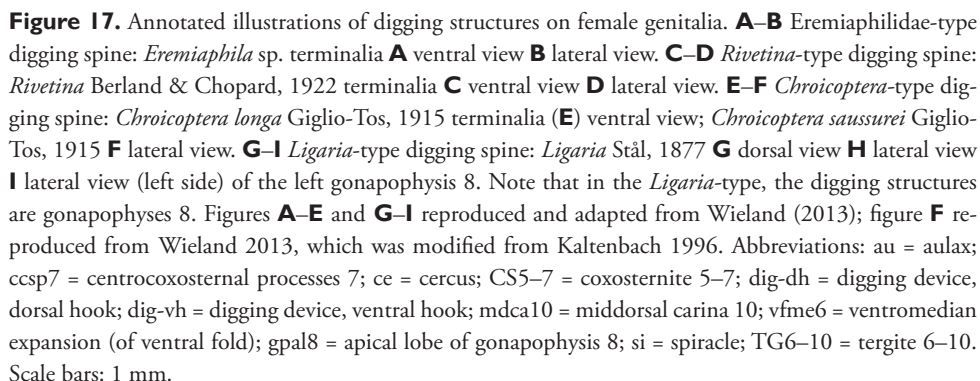 Figure 17. Annotated illustrations of digging structures on female genitalia. A–B Eremiaphilidae-type
digging spine: Eremiaphila sp. terminalia A ventral view B lateral view. C–D Rivetina-type digging spine:
Rivetina Berland & Chopard, 1922 terminalia C ventral view D lateral view. E–F Chroicoptera-type dig-
ging spine: Chroicoptera longa Giglio-Tos, 1915 terminalia (E) ventral view; Chroicoptera saussurei Giglio-
Tos, 1915 F lateral view. G–I Ligaria-type digging spine: Ligaria Stål, 1877 G dorsal view H lateral view
I lateral view (left side) of the left gonapophysis 8. Note that in the Ligaria-type, the digging structures
are gonapophyses 8. Figures A–E and G–I reproduced and adapted from Wieland (2013); figure F re-
produced from Wieland 2013, which was modified from Kaltenbach 1996. Abbreviations: au = aulax;
ccsp7 = centrocoxosternal processes 7; ce = cercus; CS5–7 = coxosternite 5–7; dig-dh = digging device,
dorsal hook; dig-vh = digging device, ventral hook; mdca10 = middorsal carina 10; vfme6 = ventromedian
expansion (of ventral fold); gpal8 = apical lobe of gonapophysis 8; si = spiracle; TG6–10 = tergite 6–10.
Scale bars: 1 mm.